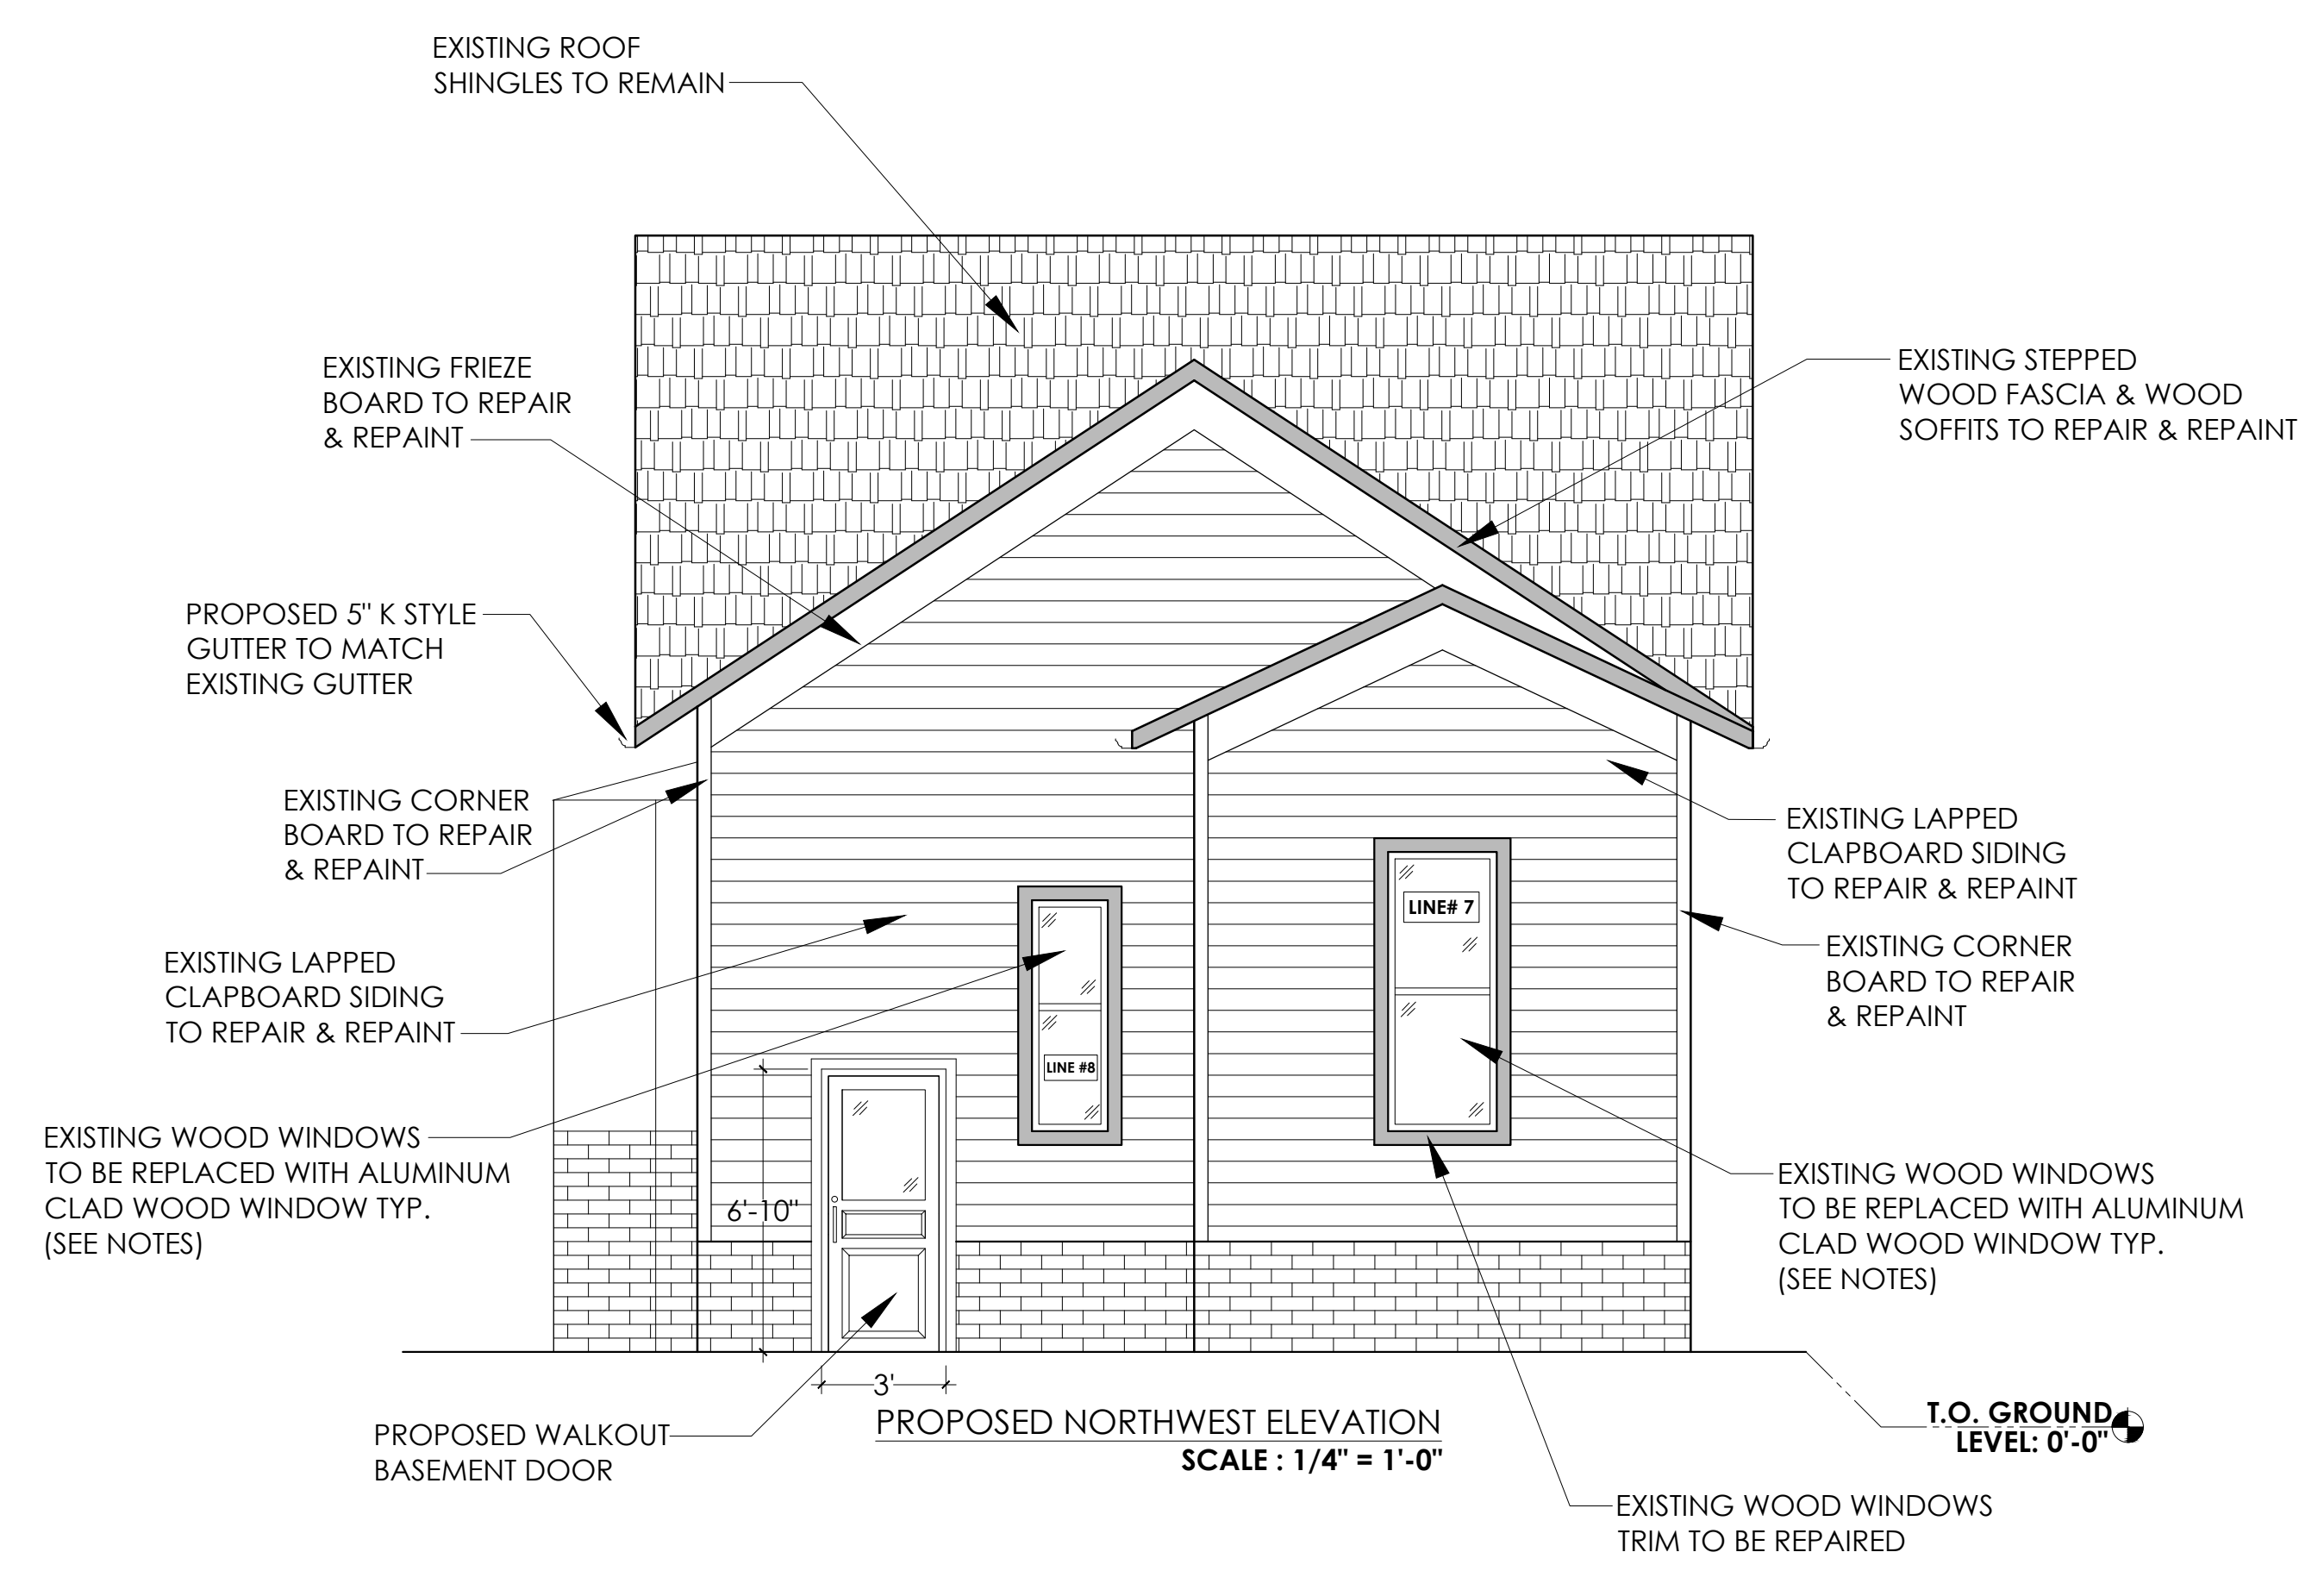 EXISTING ROOF
SHINGLES TO REMAIN
EXISTING FRIEZE
BOARD TO REPAIR
& REPAINT
EXISTING STEPPED
WOOD FASCIA & WOOD
SOFFITS TO REPAIR & REPAINT
PROPOSED 5" K STYLE
GUTTER TO MATCH
EXISTING GUTTER
EXISTING CORNER
BOARD TO REPAIR
& REPAINT
EXISTING LAPPED
CLAPBOARD SIDING
TO REPAIR & REPAINT
LINE# 7
EXISTING CORNER
BOARD TO REPAIR
& REPAINT
EXISTING LAPPED
CLAPBOARD SIDING
TO REPAIR & REPAINT
LINE #8
EXISTING WOOD WINDOWS
TO BE REPLACED WITH ALUMINUM
CLAD WOOD WINDOW TYP.
(SEE NOTES)
6'-10"
EXISTING WOOD WINDOWS
TO BE REPLACED WITH ALUMINUM
CLAD WOOD WINDOW TYP.
(SEE NOTES)
3'
PROPOSED WALKOUT
BASEMENT DOOR
PROPOSED NORTHWEST ELEVATION
SCALE : 1/4" = 1'-0"
T.O. GROUND
LEVEL: 0'-0"
EXISTING WOOD WINDOWS
TRIM TO BE REPAIRED